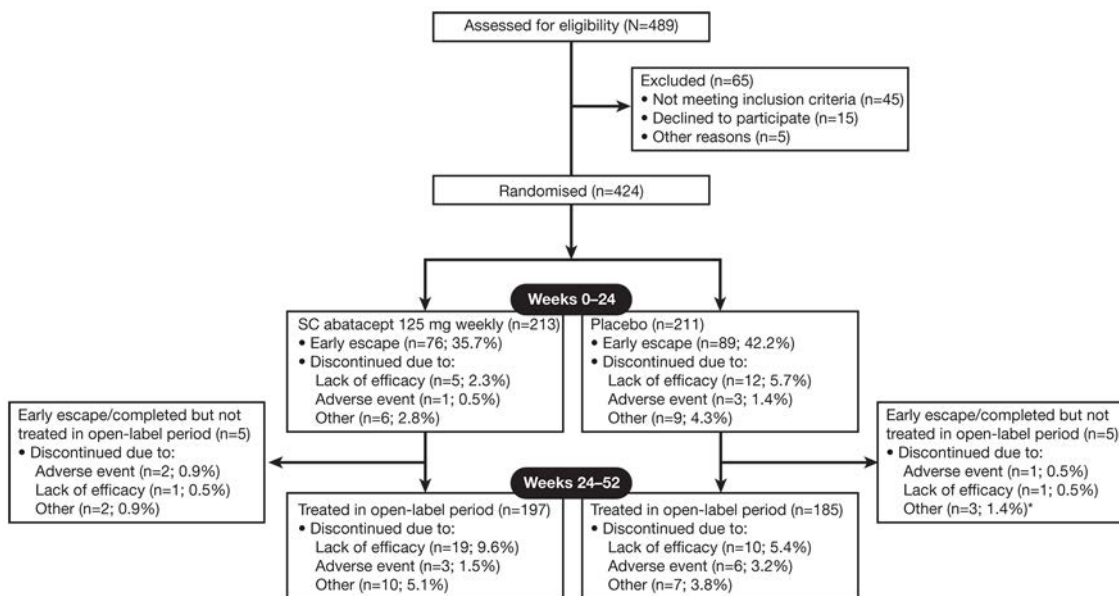 Assessed for eligibility (N=489)
Excluded (n=65)
• Not meeting inclusion criteria (n=45)
• Declined to participate (n=15)
• Other reasons (n=5)
Randomised (n=424)
Weeks 0–24
SC abatacept 125 mg weekly (n=213)
• Early escape (n=76; 35.7%)
• Discontinued due to:
Lack of efficacy (n=5; 2.3%)
Adverse event (n=1; 0.5%)
Other (n=6; 2.8%)
Placebo (n=211)
• Early escape (n=89; 42.2%)
• Discontinued due to:
Lack of efficacy (n=12; 5.7%)
Adverse event (n=3; 1.4%)
Other (n=9; 4.3%)
Early escape/completed but not
treated in open-label period (n=5)
• Discontinued due to:
Adverse event (n=2; 0.9%)
Lack of efficacy (n=1; 0.5%)
Other (n=2; 0.9%)
Early escape/completed but not
treated in open-label period (n=5)
• Discontinued due to:
Adverse event (n=1; 0.5%)
Lack of efficacy (n=1; 0.5%)
Other (n=3; 1.4%)*
Weeks 24–52
Treated in open-label period (n=197)
• Discontinued due to:
Lack of efficacy (n=19; 9.6%)
Adverse event (n=3; 1.5%)
Other (n=10; 5.1%)
Treated in open-label period (n=185)
• Discontinued due to:
Lack of efficacy (n=10; 5.4%)
Adverse event (n=6; 3.2%)
Other (n=7; 3.8%)